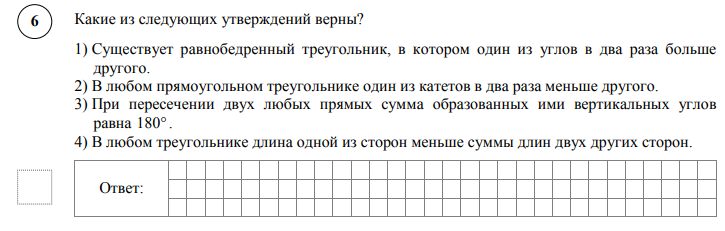 6
Какие из следующих утверждений верны?
1) Существует равнобедренный треугольник, в котором один из углов в два раза больше
другого.
2) В любом прямоугольном треугольнике один из катетов в два раза меньше другого.
3) При пересечении двух любых прямых сумма образованных ими вертикальных углов
равна 180°.
4) В любом треугольнике длина одной из сторон меньше суммы длин двух других сторон.
Ответ: